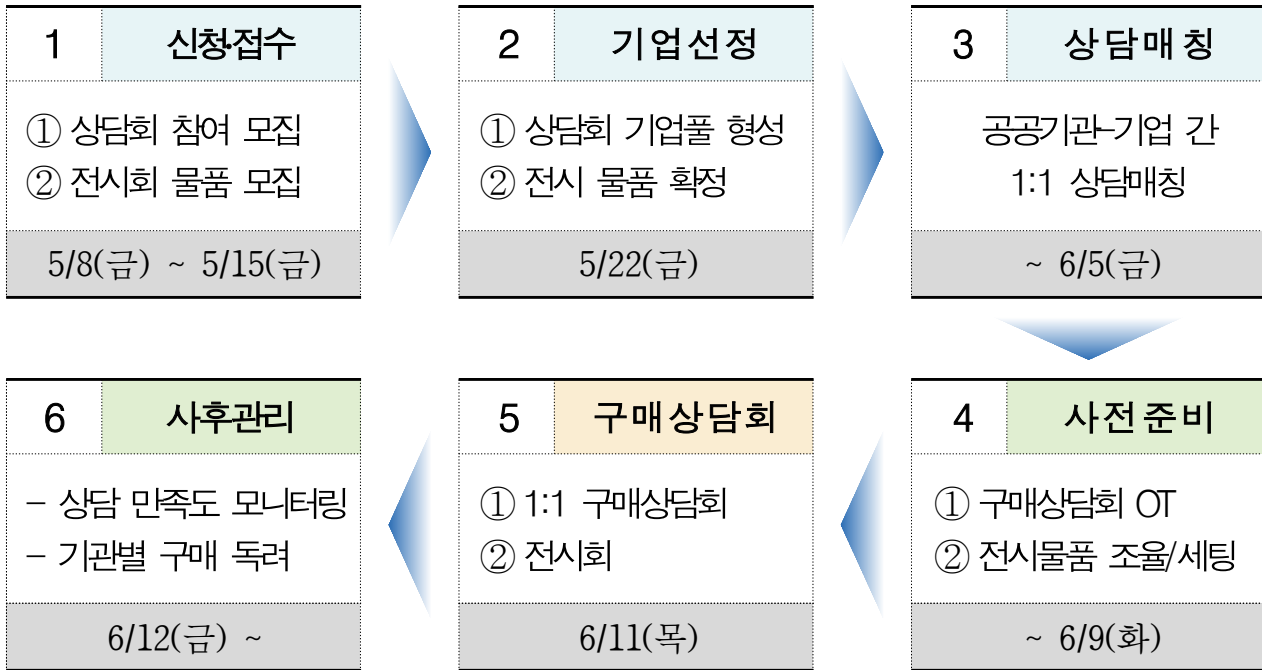 1 신청·접수
① 상담회 참여 모집
② 전시회 물품 모집
5/8(금) ~ 5/15(금)
2 기업선정
① 상담회 기업풀 형성
② 전시 물품 확정
5/22(금)
3 상담매칭
공공기관-기업 간
1:1 상담매칭
~ 6/5(금)
4 사전준비
① 구매상담회 OT
② 전시물품 조율/세팅
~ 6/9(화)
5 구매상담회
① 1:1 구매상담회
② 전시회
6/11(목)
6 사후관리
- 상담 만족도 모니터링
- 기관별 구매 독려
6/12(금) ~